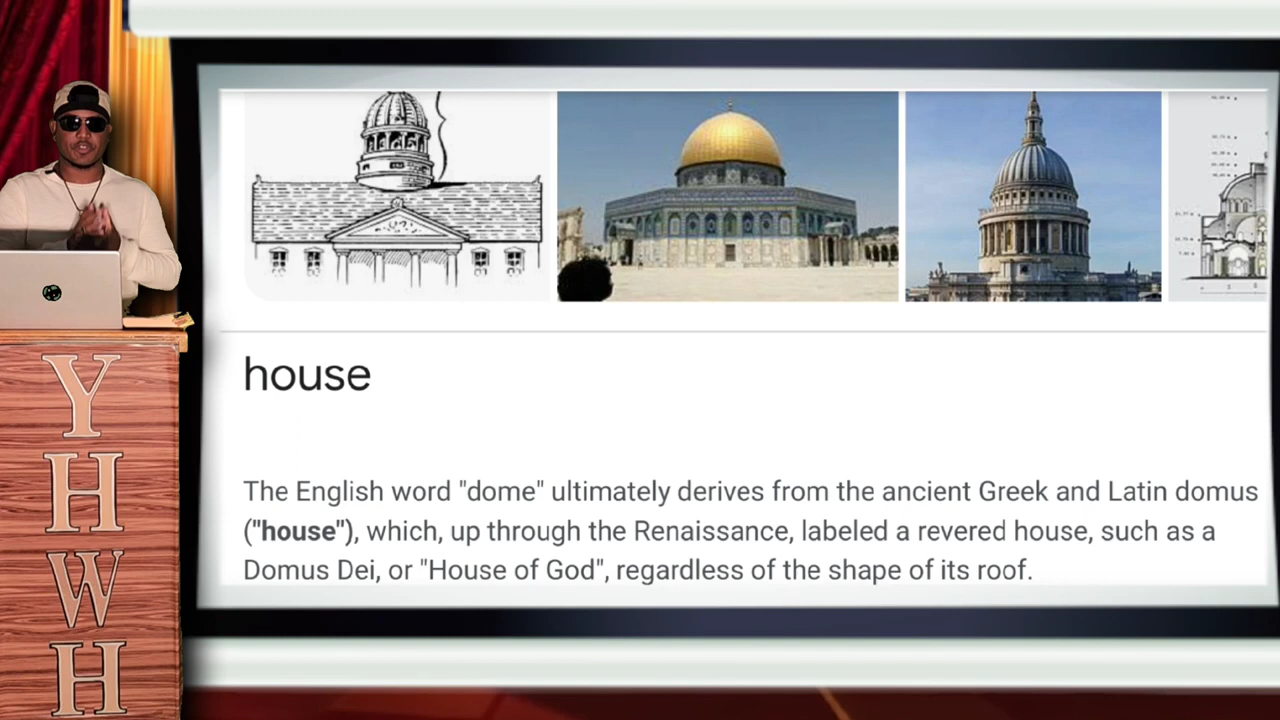 house
The English word "dome" ultimately derives from the ancient Greek and Latin domus
("house"), which, up through the Renaissance, labeled a revered house, such as a
Domus Dei, or "House of God", regardless of the shape of its roof.
Y
H
W
H